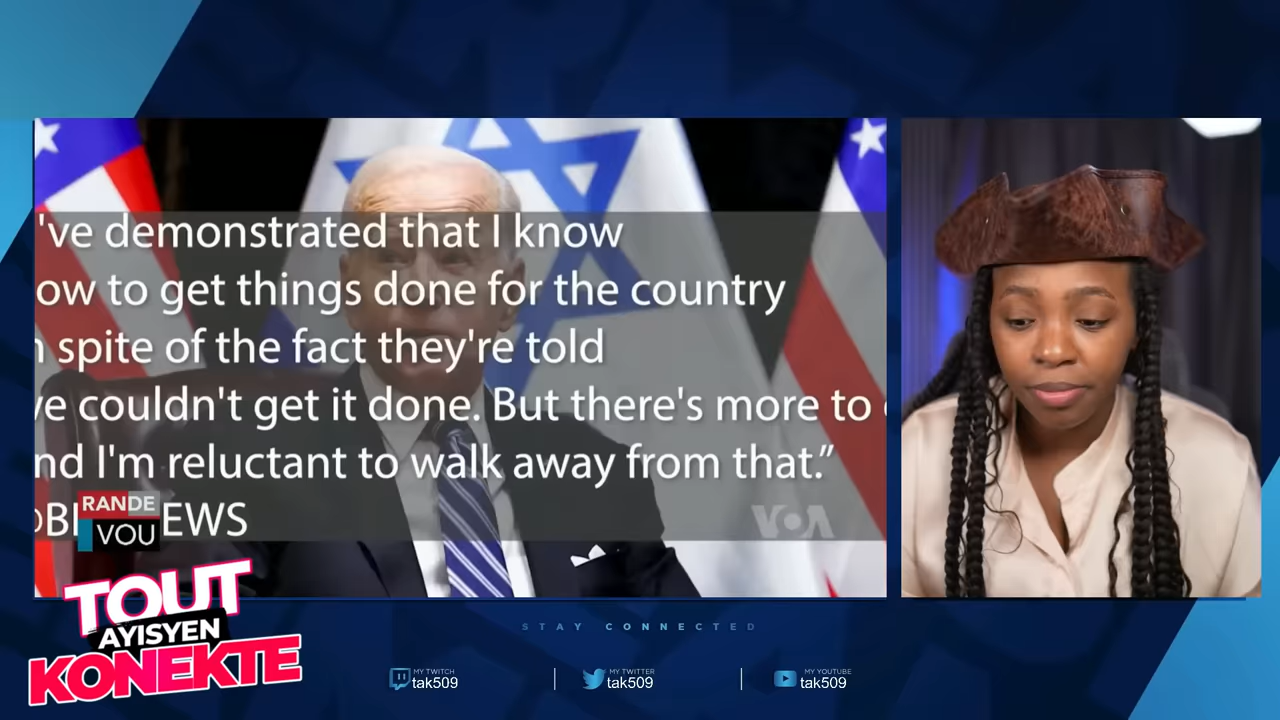 've demonstrated that I know
ow to get things done for the country
spite of the fact they're told
couldn't get it done. But there's more to
nd I'm reluctant to walk away from that.”
EWS
RANDE
VOU
VOA
TOUT
AYISYEN
KONEKTE
STAY CONNECTED
MY TWITCH
tak509
MY TWITTER
tak509
MY YOUTUBE
tak509